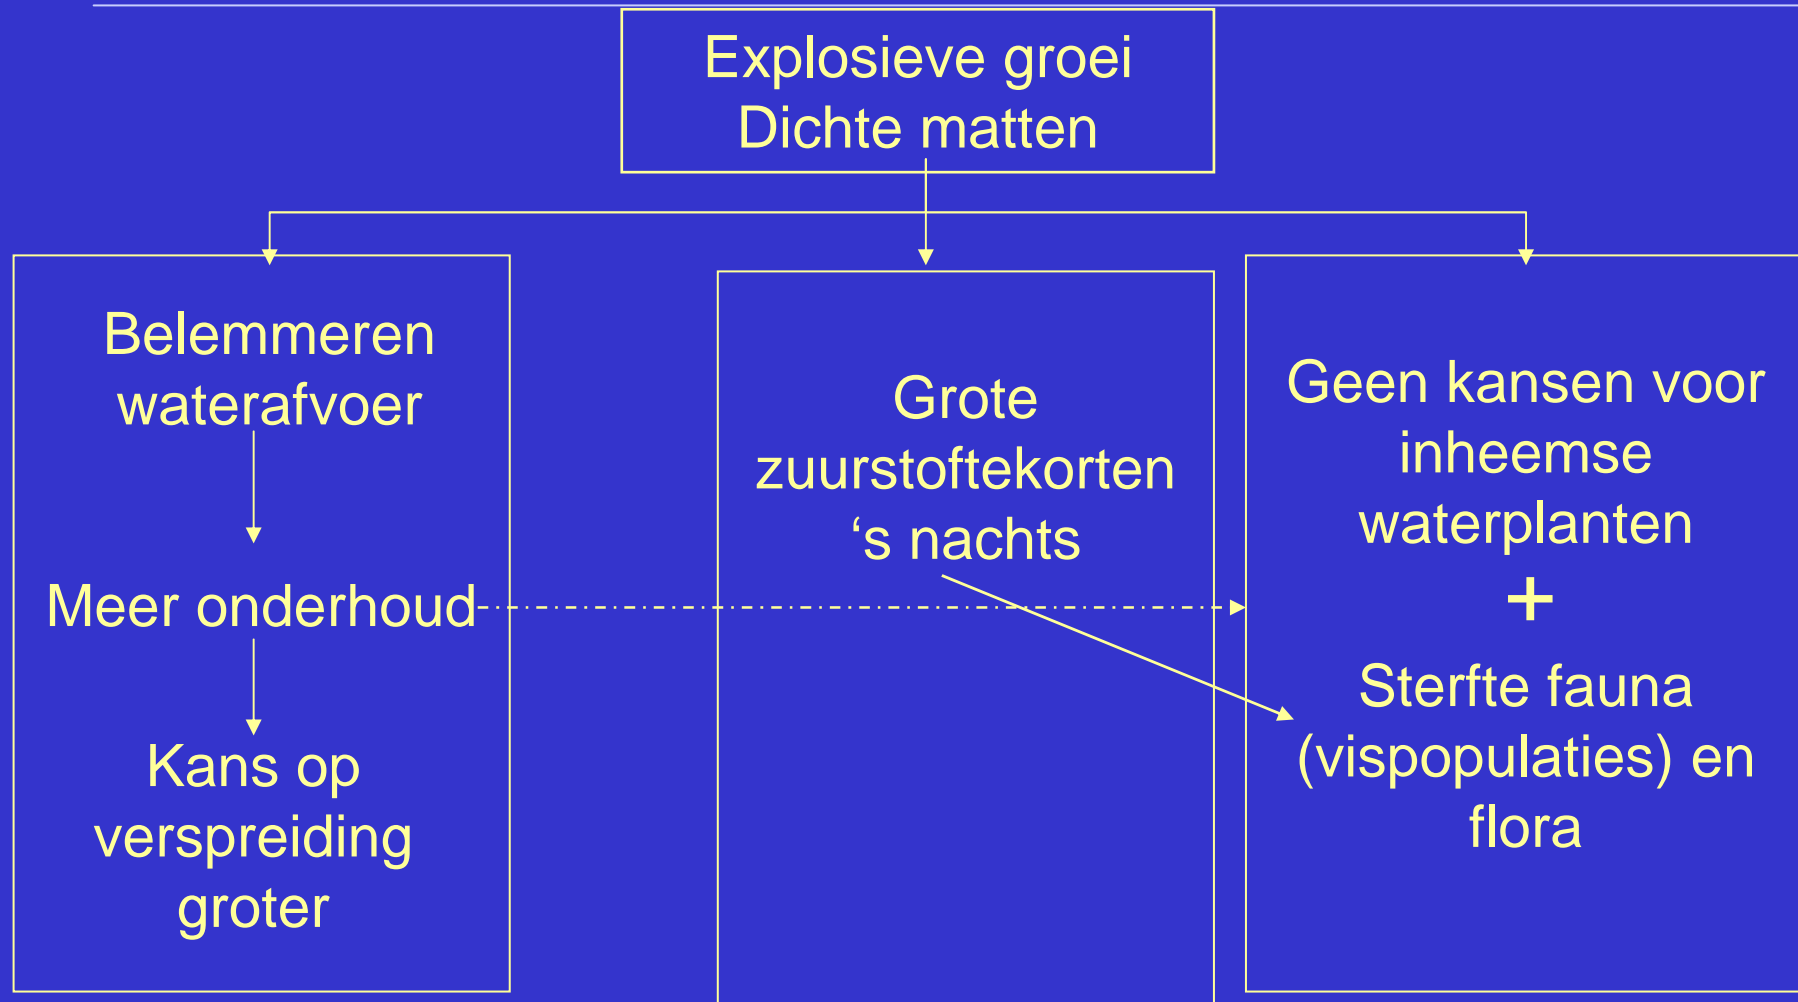 Explosieve groei
Dichte matten
Belemmeren
waterafvoer
Meer onderhoud
Kans op
verspreiding
groter
Grote
zuurstoftekorten
‘s nachts
Geen kansen voor
inheemse
waterplanten
+
Sterfte fauna
(vispopulaties) en
flora